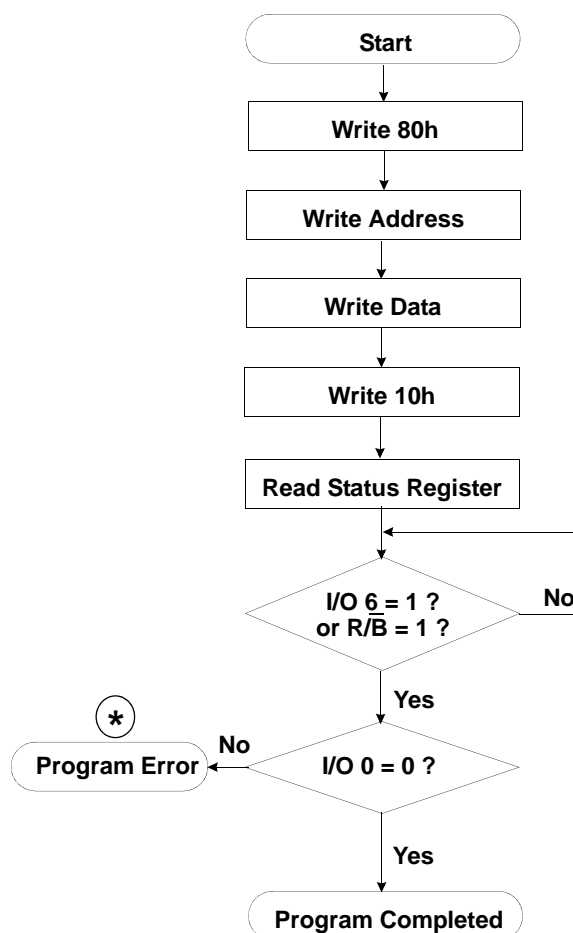 Start
Write 80h
Write Address
Write Data
Write 10h
Read Status Register
I/O 6 = 1 ?
or R/B̅ = 1 ?
No
Yes
*
No
Program Error
I/O 0 = 0 ?
Yes
Program Completed